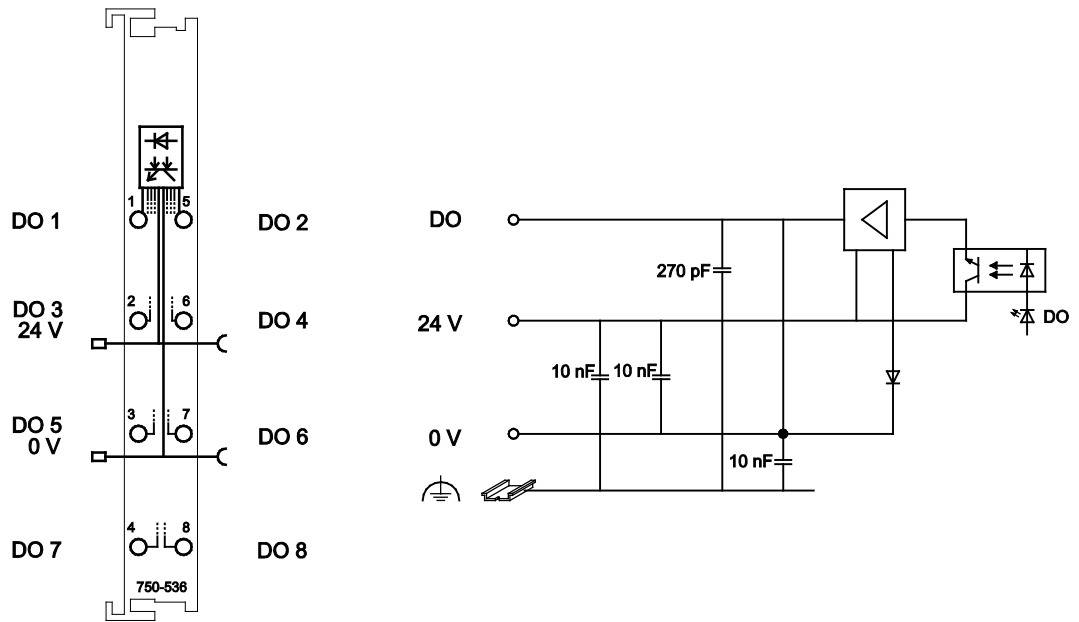 1
5
DO 1
DO 2
2
6
DO 3
24 V
DO 4
3
7
DO 5
0 V
DO 6
4
8
DO 7
DO 8
750-536
DO
270 pF
24 V
DO
10 nF
10 nF
0 V
10 nF